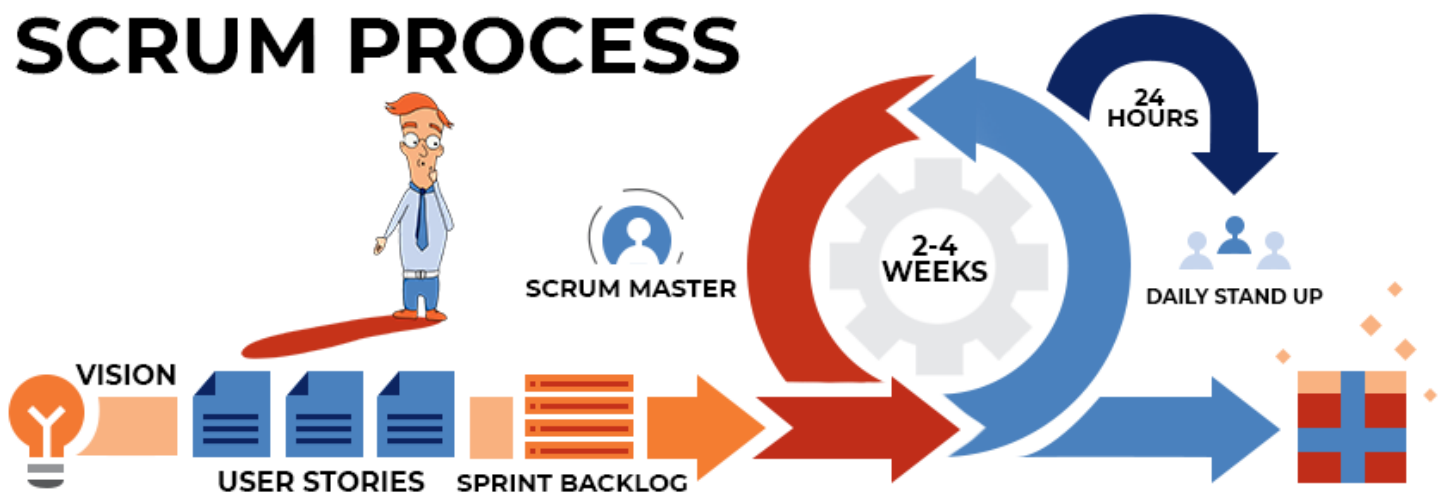 SCRUM PROCESS
24
HOURS
2-4
WEEKS
SCRUM MASTER
DAILY STAND UP
VISION
USER STORIES
SPRINT BACKLOG